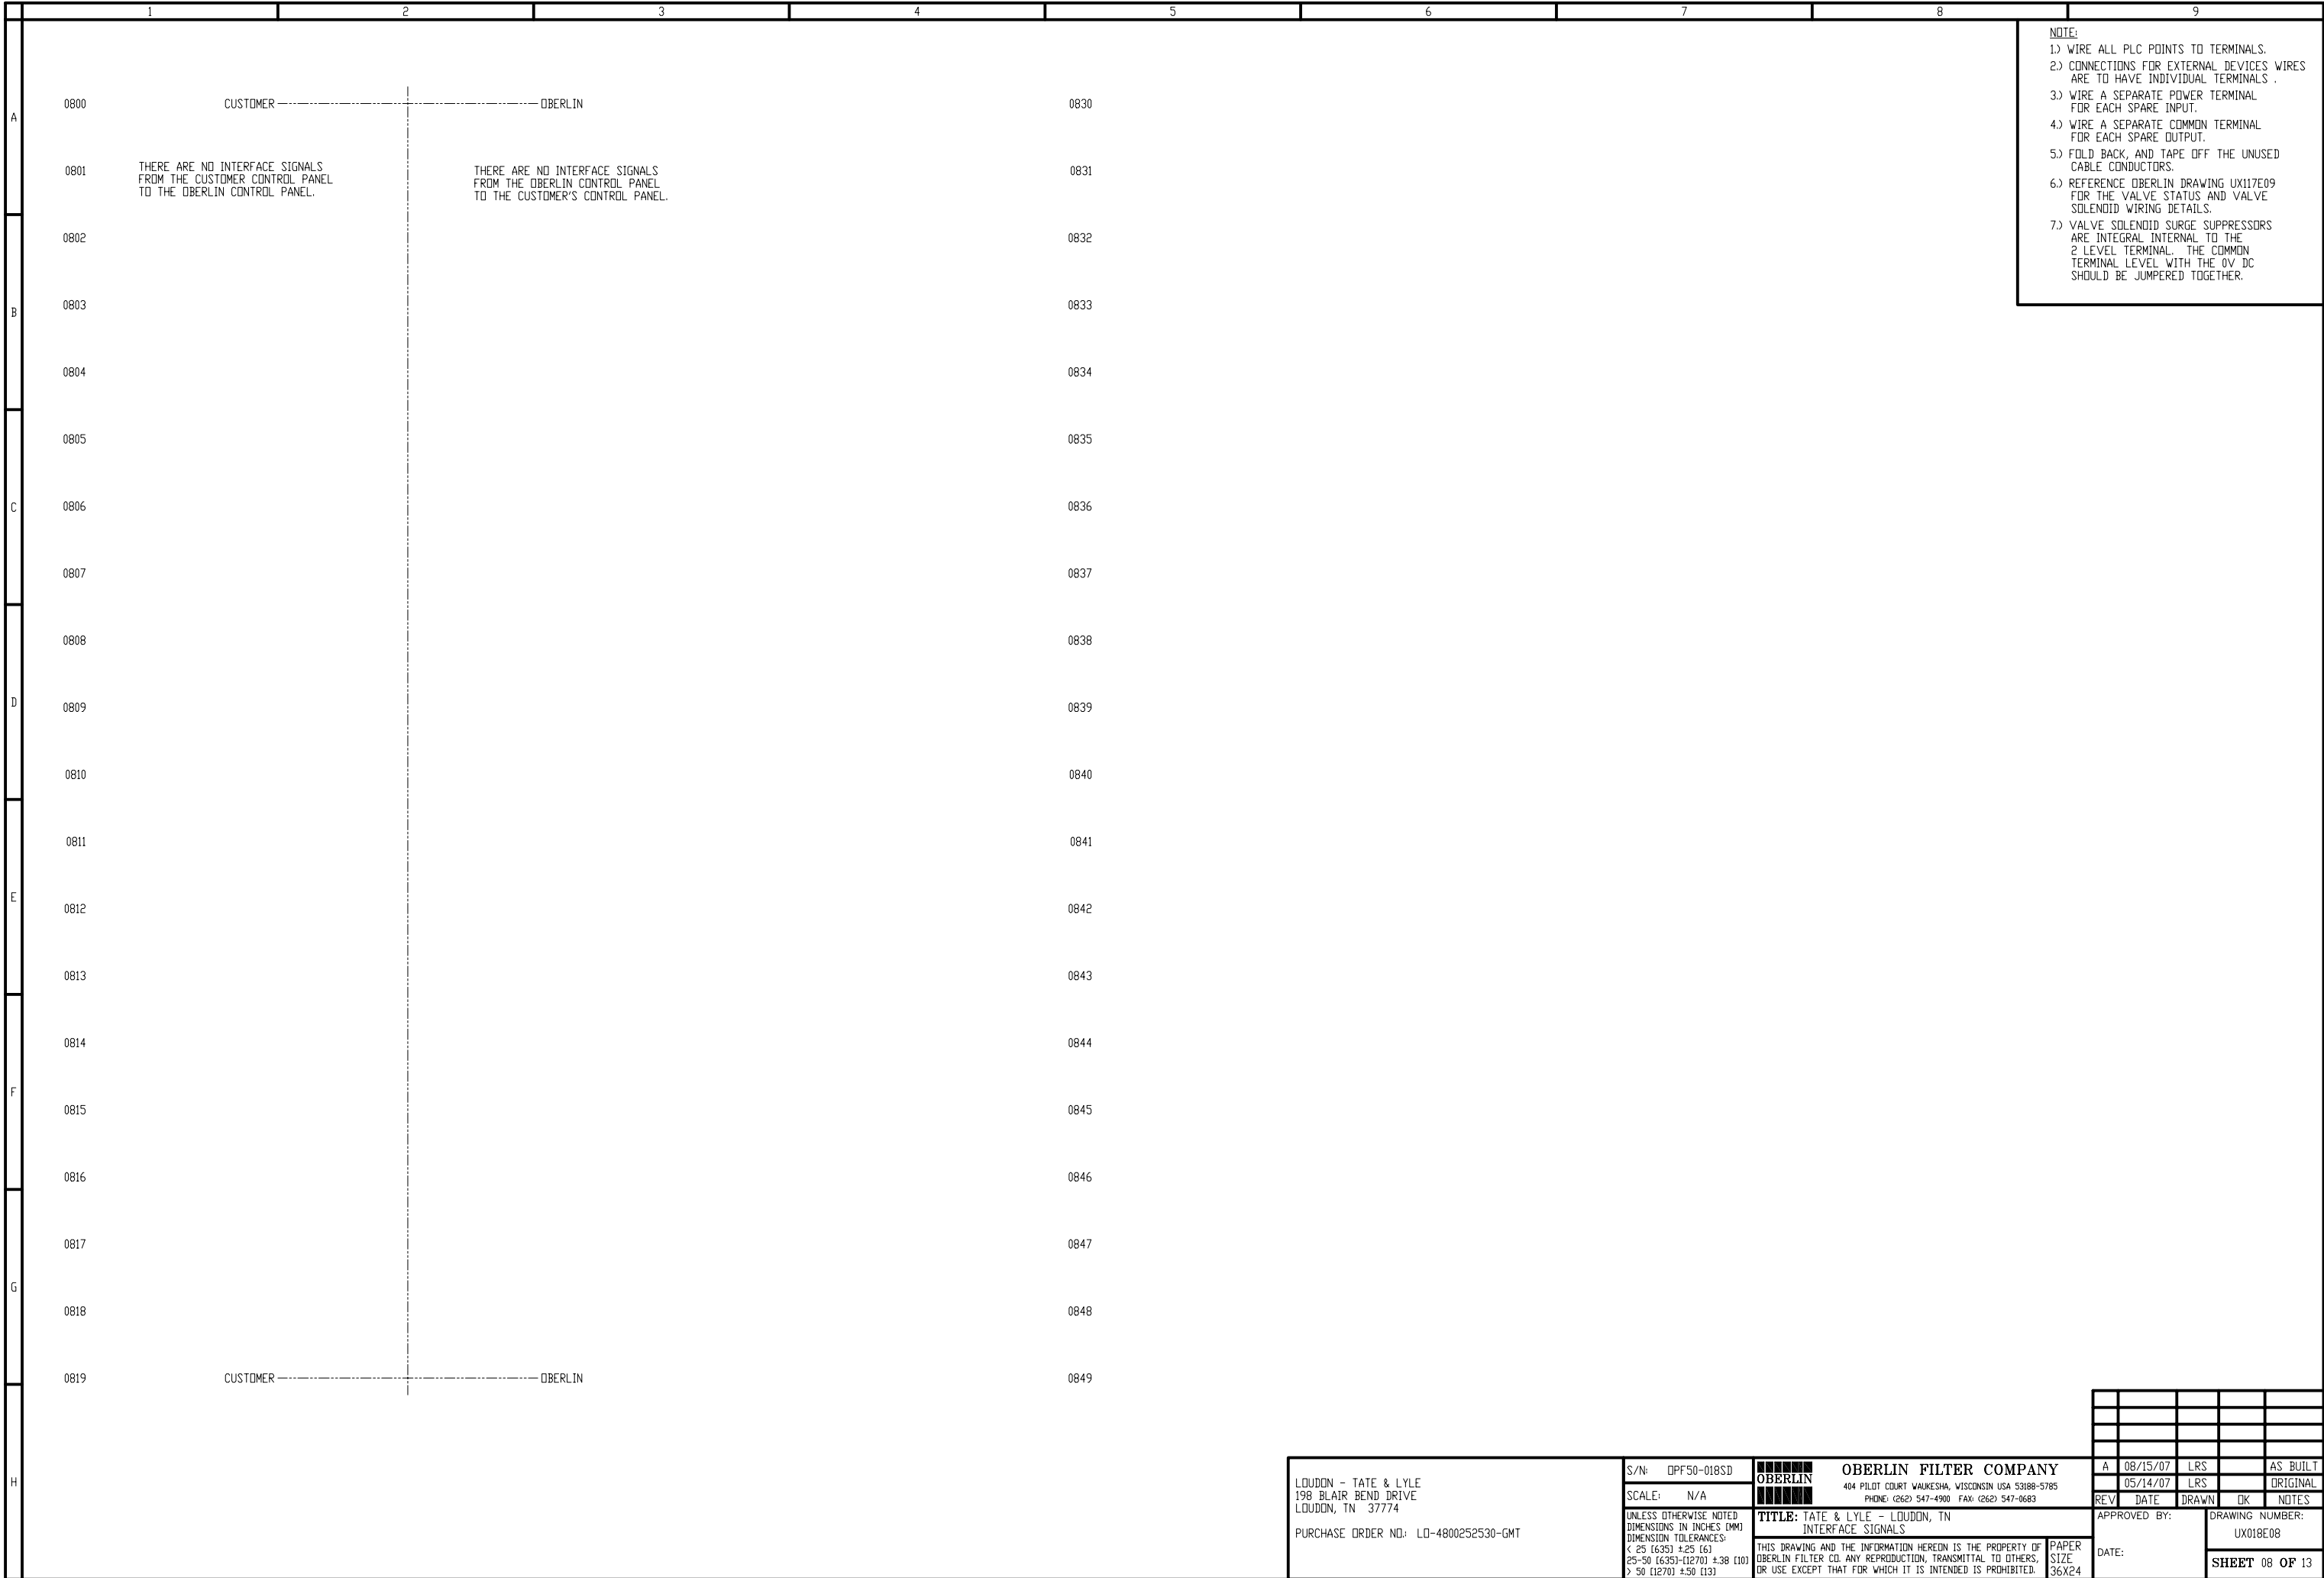 1 2 3 4 5 6 7 8 9
NOTE:
1.) WIRE ALL PLC POINTS TO TERMINALS.
2.) CONNECTIONS FOR EXTERNAL DEVICES WIRES
ARE TO HAVE INDIVIDUAL TERMINALS .
3.) WIRE A SEPARATE POWER TERMINAL
FOR EACH SPARE INPUT.
4.) WIRE A SEPARATE COMMON TERMINAL
FOR EACH SPARE OUTPUT.
5.) FOLD BACK, AND TAPE OFF THE UNUSED
CABLE CONDUCTORS.
6.) REFERENCE OBERLIN DRAWING UX117E09
FOR THE VALVE STATUS AND VALVE
SOLENOID WIRING DETAILS.
7.) VALVE SOLENOID SURGE SUPPRESSORS
ARE INTEGRAL INTERNAL TO THE
2 LEVEL TERMINAL. THE COMMON
TERMINAL LEVEL WITH THE 0V DC
SHOULD BE JUMPERED TOGETHER.
0800 CUSTOMER OBERLIN 0830
A
0801 0831
THERE ARE NO INTERFACE SIGNALS
FROM THE CUSTOMER CONTROL PANEL
TO THE OBERLIN CONTROL PANEL.
THERE ARE NO INTERFACE SIGNALS
FROM THE OBERLIN CONTROL PANEL
TO THE CUSTOMER'S CONTROL PANEL.
0802 0832
0803 0833
B
0804 0834
0805 0835
0806 0836
C
0807 0837
0808 0838
D
0809 0839
0810 0840
0811 0841
E
0812 0842
0813 0843
0814 0844
F
0815 0845
0816 0846
0817 0847
G
0818 0848
0819 CUSTOMER OBERLIN 0849
H
LOUDON - TATE & LYLE
198 BLAIR BEND DRIVE
LOUDON, TN 37774
PURCHASE ORDER NO.: LO-4800252530-GMT
S/N: OPF50-018SD
SCALE: N/A
UNLESS OTHERWISE NOTED
DIMENSIONS IN INCHES [MM]
DIMENSION TOLERANCES:
< 25 [635] ±.25 [6]
25-50 [635]-[1270] ±.38 [10]
> 50 [1270] ±.50 [13]
OBERLIN
OBERLIN FILTER COMPANY
404 PILOT COURT WAUKESHA, WISCONSIN USA 53188-5785
PHONE: (262) 547-4900 FAX: (262) 547-0683
TITLE: TATE & LYLE - LOUDON, TN
INTERFACE SIGNALS
THIS DRAWING AND THE INFORMATION HEREON IS THE PROPERTY OF
OBERLIN FILTER CO. ANY REPRODUCTION, TRANSMITTAL TO OTHERS,
OR USE EXCEPT THAT FOR WHICH IT IS INTENDED IS PROHIBITED.
PAPER
SIZE
36X24
A 08/15/07 LRS AS BUILT
05/14/07 LRS ORIGINAL
REV DATE DRAWN OK NOTES
APPROVED BY:
DATE:
DRAWING NUMBER:
UX018E08
SHEET 08 OF 13